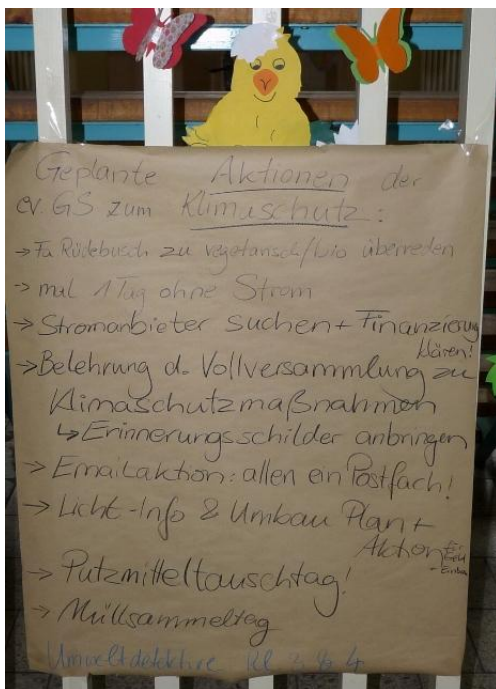 Geplante Aktionen der
ev. GS zum Klimaschutz:
→ Fa Rüdebusch zu vegetarisch/bio überreden
→ mal 1 Tag ohne Strom
→ Stromanbieter suchen + Finanzierung
klären!
→ Belehrung d. Vollversammlung zu
Klimaschutzmaßnahmen
↳ Erinnerungsschilder anbringen
→ Emailaktion: allen ein Postfach!
→ Licht-Info & Umbau Plan +
Aktion für
Geld
→ Putzmitteltauschtag!
→ Müllsammeltag
Umweltdetektive Kl 3 & 4